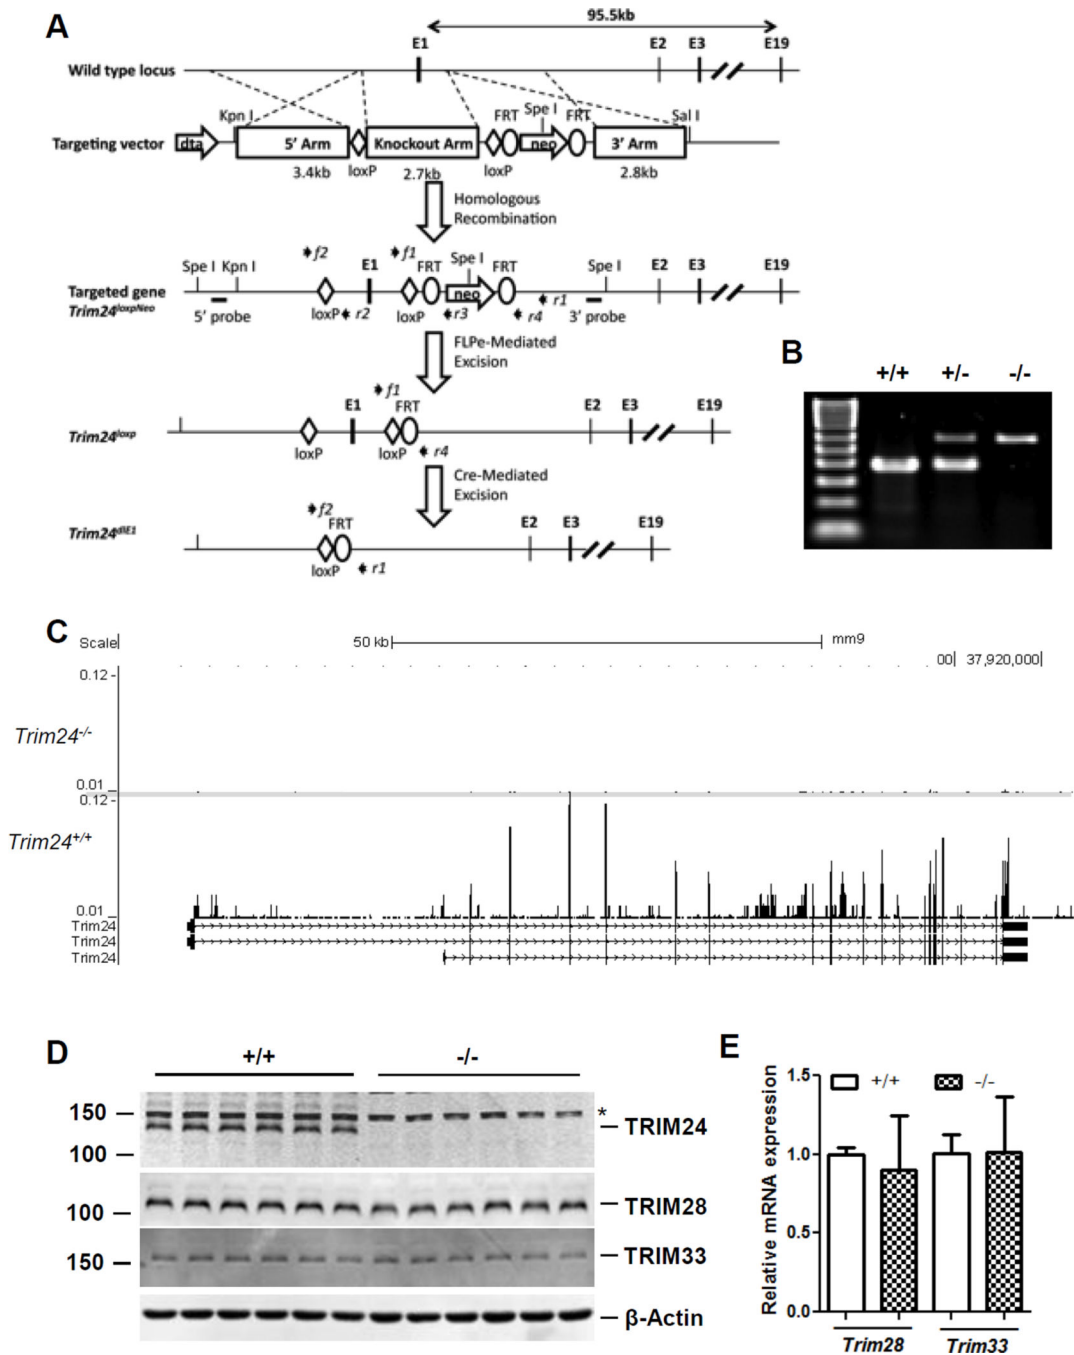 A
95.5kb
E1
E2
E3
E19
Wild type locus
Kpn I
FRT
Spe I
FRT
Sal I
Targeting vector
dta
5' Arm
Knockout Arm
neo
3' Arm
3.4kb
loxP
2.7kb
loxP
2.8kb
Homologous
Recombination
f2
f1
Spe I
Kpn I
E1
FRT
Spe I
FRT
Spe I
E2
E3
E19
Targeted gene
Trim24loxpNeo
neo
r1
5' probe
loxP
r2
loxP
r3
r4
3' probe
FLPe-Mediated
Excision
f1
E1
FRT
E2
E3
E19
Trim24loxp
loxP
loxP
r4
Cre-Mediated
Excision
f2
FRT
E2
E3
E19
Trim24dlE1
loxP
r1
B
+/+
+/-
-/-
C
Scale
50 kb
mm9
00
37,920,000
0.12
Trim24-/-
0.01
0.12
Trim24+/+
0.01
Trim24
Trim24
Trim24
D
+/+
-/-
150
*
TRIM24
100
TRIM28
100
TRIM33
150
β-Actin
E
Relative mRNA expression
+/+
-/-
1.5
1.0
0.5
0.0
Trim28
Trim33